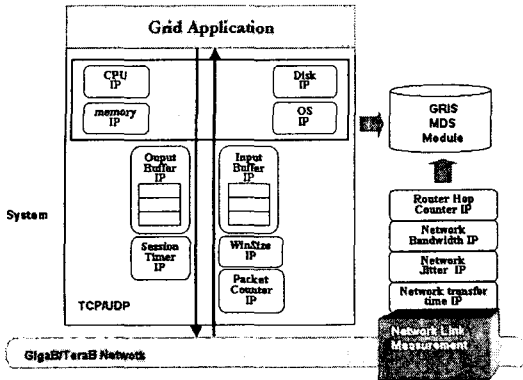 Grid Application
CPU
IP
Disk
IP
memory
IP
OS
IP
GRIS
MDS
Module
Ouput
Buffer
IP
Input
Buffer
IP
System
Session
Timer
IP
WinSize
IP
Packet
Counter
IP
Router Hop
Counter IP
Network
Bandwidth IP
Network
Jitter IP
Network transfer
time IP
TCP/UDP
Network Link
Measurement
GigaB/TeraB Network